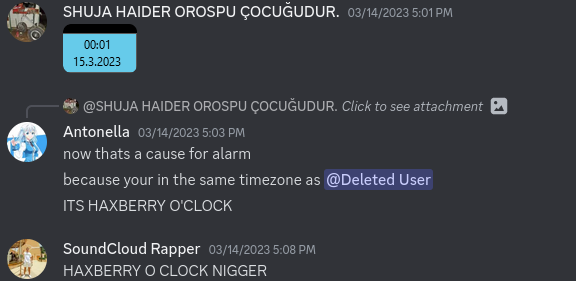 SHUJA HAIDER OROSPU ÇOCUĞUDUR. 03/14/2023 5:01 PM
00:01
15.3.2023
@SHUJA HAIDER OROSPU ÇOCUĞUDUR. Click to see attachment
Antonella 03/14/2023 5:03 PM
now thats a cause for alarm
because your in the same timezone as @Deleted User
ITS HAXBERRY O'CLOCK
SoundCloud Rapper 03/14/2023 5:08 PM
HAXBERRY O CLOCK NIGGER